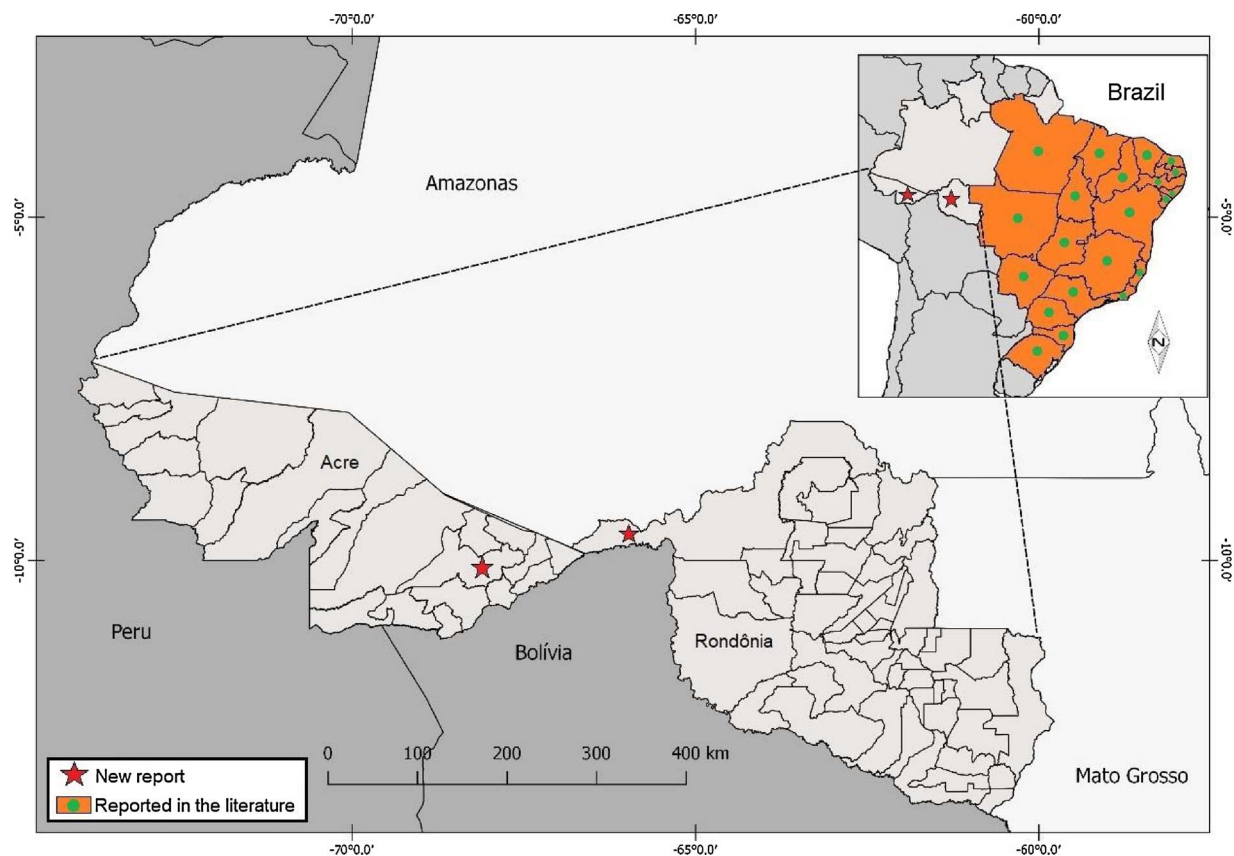 -70°0.0' -65°0.0' -60°0.0'
Brazil
Amazonas
-5°0.0' -5°0.0'
N
Acre
-10°0.0' -10°0.0'
Peru
Bolívia
Rondônia
0 100 200 300 400 km
Mato Grosso
New report
Reported in the literature
-70°0.0' -65°0.0' -60°0.0'